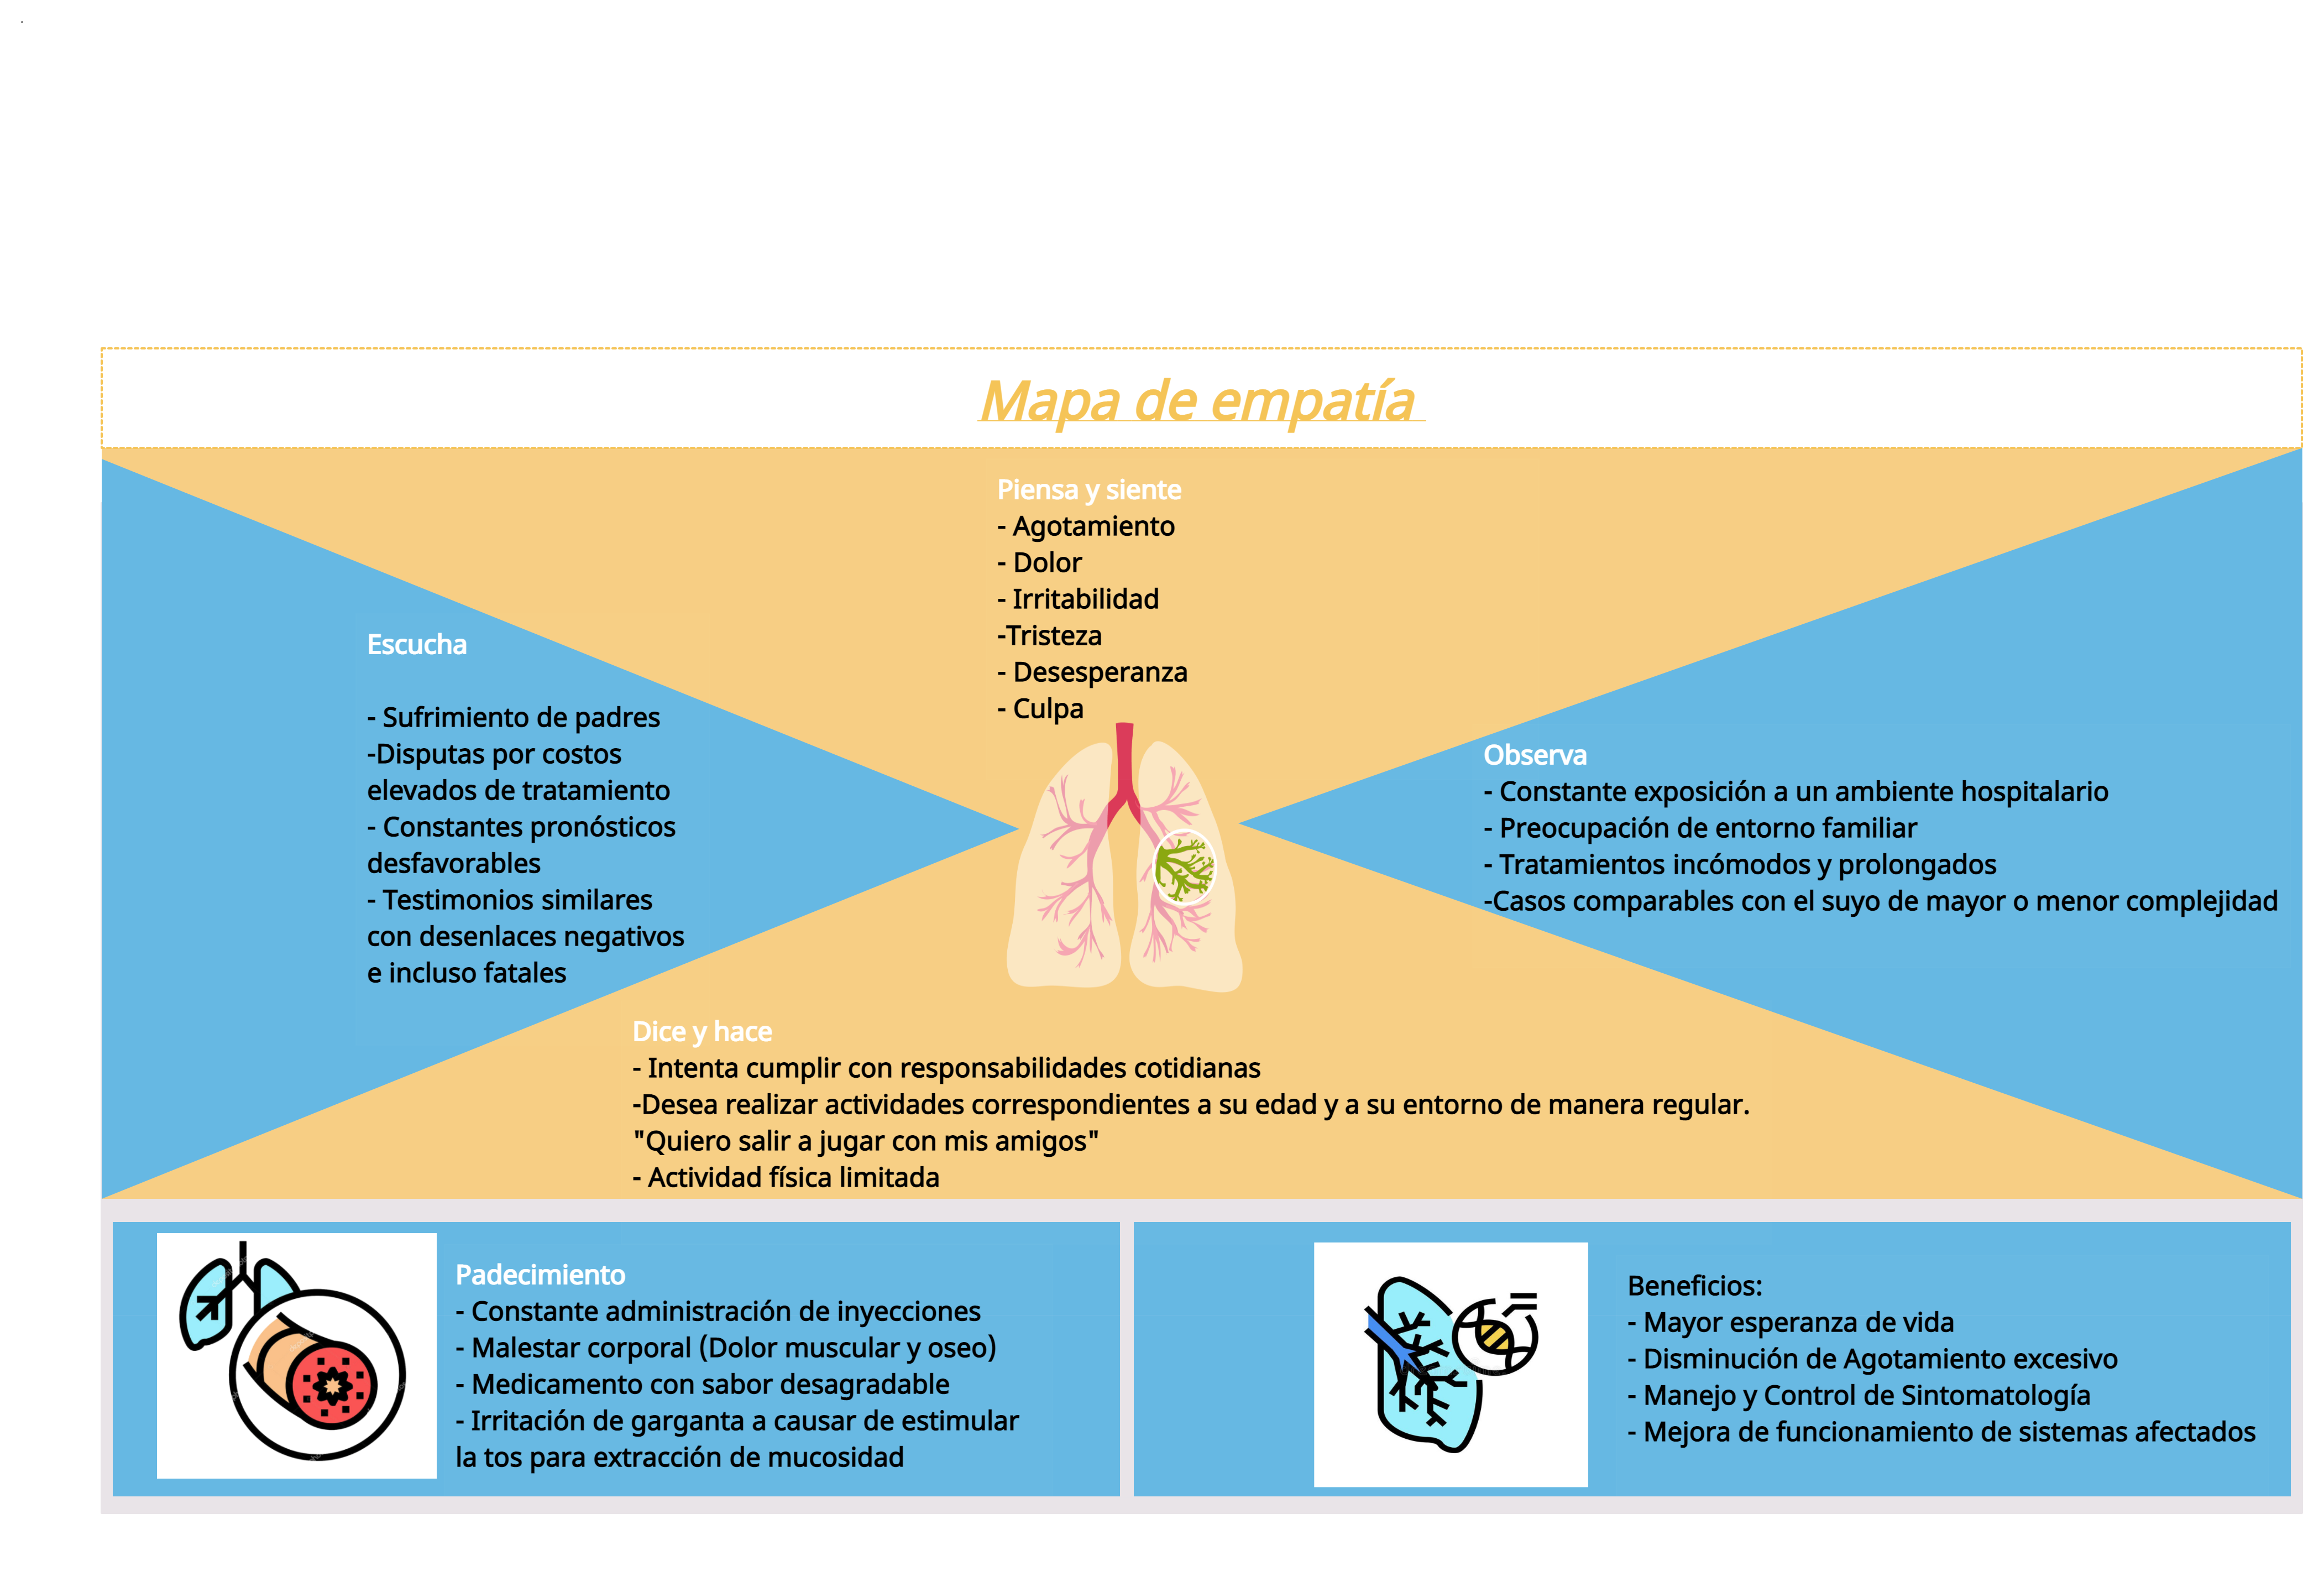 Mapa de empatía
Piensa y siente
- Agotamiento
- Dolor
- Irritabilidad
-Tristeza
- Desesperanza
- Culpa
Escucha
- Sufrimiento de padres
-Disputas por costos
elevados de tratamiento
- Constantes pronósticos
desfavorables
- Testimonios similares
con desenlaces negativos
e incluso fatales
Observa
- Constante exposición a un ambiente hospitalario
- Preocupación de entorno familiar
- Tratamientos incómodos y prolongados
-Casos comparables con el suyo de mayor o menor complejidad
Dice y hace
- Intenta cumplir con responsabilidades cotidianas
-Desea realizar actividades correspondientes a su edad y a su entorno de manera regular.
"Quiero salir a jugar con mis amigos"
- Actividad física limitada
Padecimiento
- Constante administración de inyecciones
- Malestar corporal (Dolor muscular y oseo)
- Medicamento con sabor desagradable
- Irritación de garganta a causar de estimular
la tos para extracción de mucosidad
Beneficios:
- Mayor esperanza de vida
- Disminución de Agotamiento excesivo
- Manejo y Control de Sintomatología
- Mejora de funcionamiento de sistemas afectados